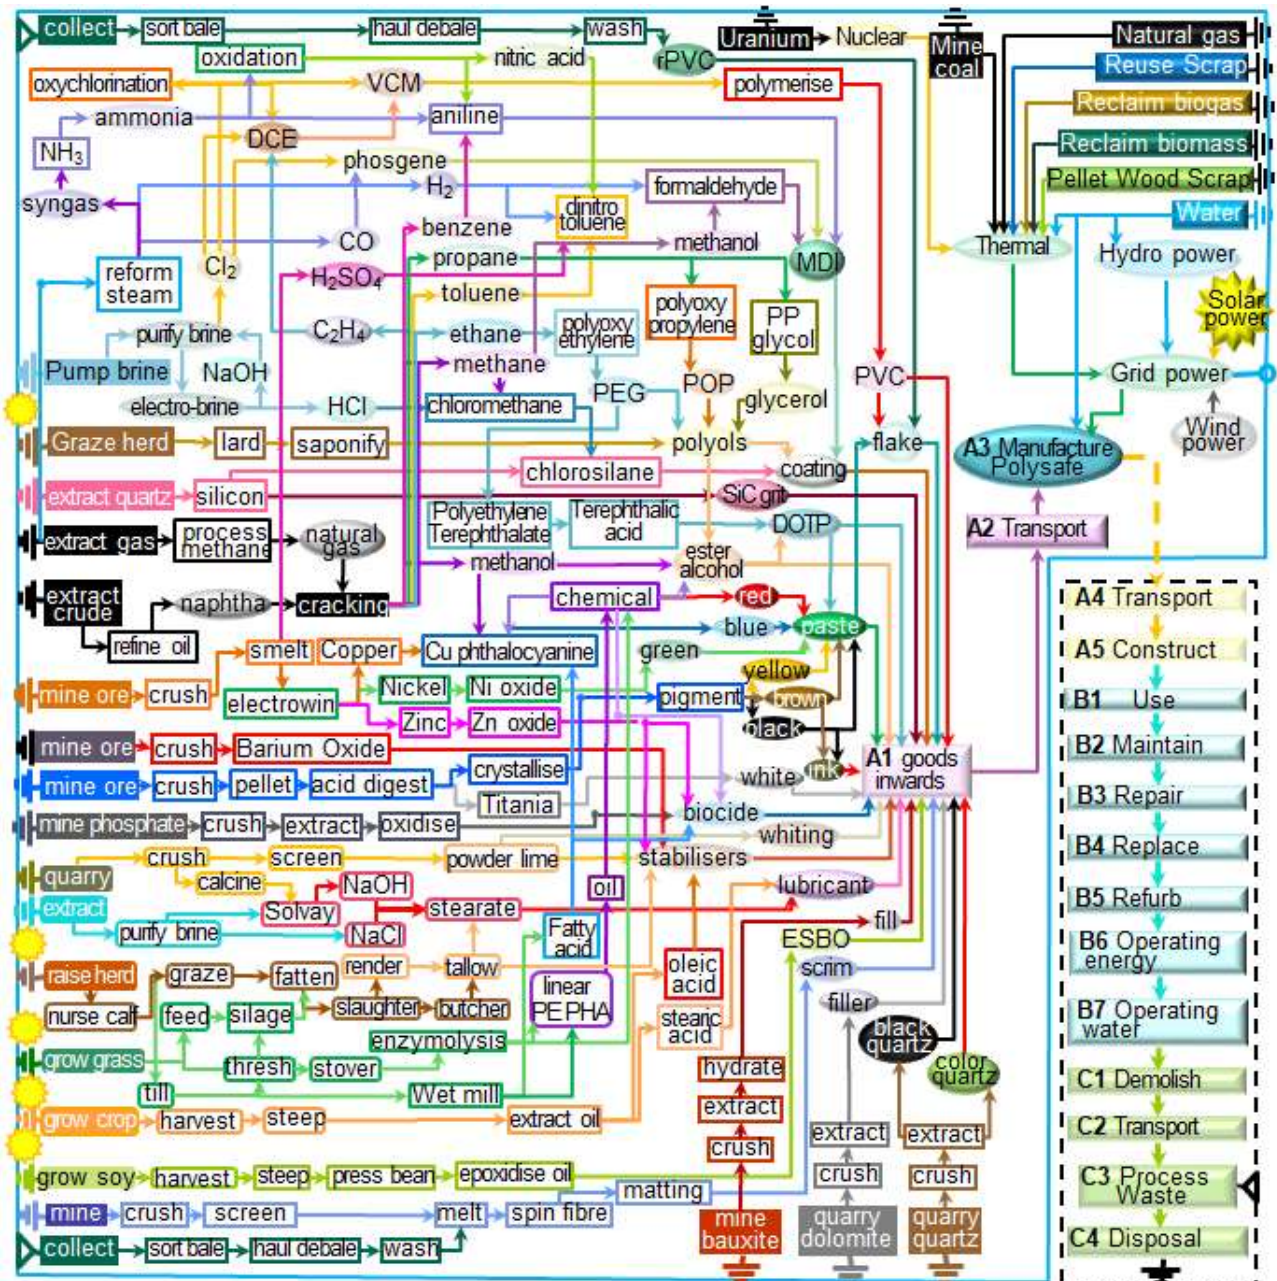 collect
sort bale
haul debale
wash
rPVC
Uranium
Nuclear
Mine
coal
Natural gas
Reuse Scrap
Reclaim biogas
Reclaim biomass
Pellet Wood Scrap
Water
oxidation
nitric acid
oxychlorination
VCM
polymerise
ammonia
aniline
DCE
NH3
phosgene
syngas
H2
formaldehyde
dinitro
toluene
benzene
methanol
CO
Thermal
Hydro power
MDI
reform
steam
Cl2
H2SO4
propane
toluene
polyoxy
propylene
PP
glycol
Solar
power
purify brine
C2H4
ethane
polyoxy
ethylene
methane
Pump brine
NaOH
PEG
POP
glycerol
PVC
Grid power
electro-brine
HCl
chloromethane
Wind
power
Graze herd
lard
saponify
polyols
flake
A3 Manufacture
Polysafe
extract quartz
silicon
chlorosilane
coating
SiC grit
Polyethylene
Terephthalate
Terephthalic
acid
DOTP
A2 Transport
extract gas
process
methane
natural
gas
methanol
ester
alcohol
extract
crude
naphtha
cracking
chemical
red
paste
A4 Transport
refine oil
smelt
Copper
Cu phthalocyanine
blue
green
A5 Construct
yellow
mine ore
crush
electrowin
Nickel
Ni oxide
pigment
brown
B1 Use
Zinc
Zn oxide
black
mine ore
crush
Barium Oxide
B2 Maintain
A1 goods
inwards
ink
mine ore
crush
pellet
acid digest
crystallise
white
B3 Repair
Titania
mine phosphate
crush
extract
oxidise
biocide
whiting
B4 Replace
quarry
crush
screen
powder lime
stabilisers
calcine
NaOH
oil
lubricant
B5 Refurb
extract
Solvay
stearate
purify brine
NaCl
Fatty
acid
fill
ESBO
B6 Operating
energy
raise herd
graze
fatten
render
tallow
oleic
acid
scrim
nurse calf
feed
silage
slaughter
butcher
linear
PE PHA
filler
B7 Operating
water
stearic
acid
black
quartz
enzymolysis
grow grass
thresh
stover
hydrate
color
quartz
C1 Demolish
till
Wet mill
grow crop
harvest
steep
extract oil
extract
extract
extract
C2 Transport
crush
crush
crush
grow soy
harvest
steep
press bean
epoxidise oil
C3 Process
Waste
matting
mine
crush
screen
melt
spin fibre
mine
bauxite
quarry
dolomite
quarry
quartz
C4 Disposal
collect
sort bale
haul debale
wash